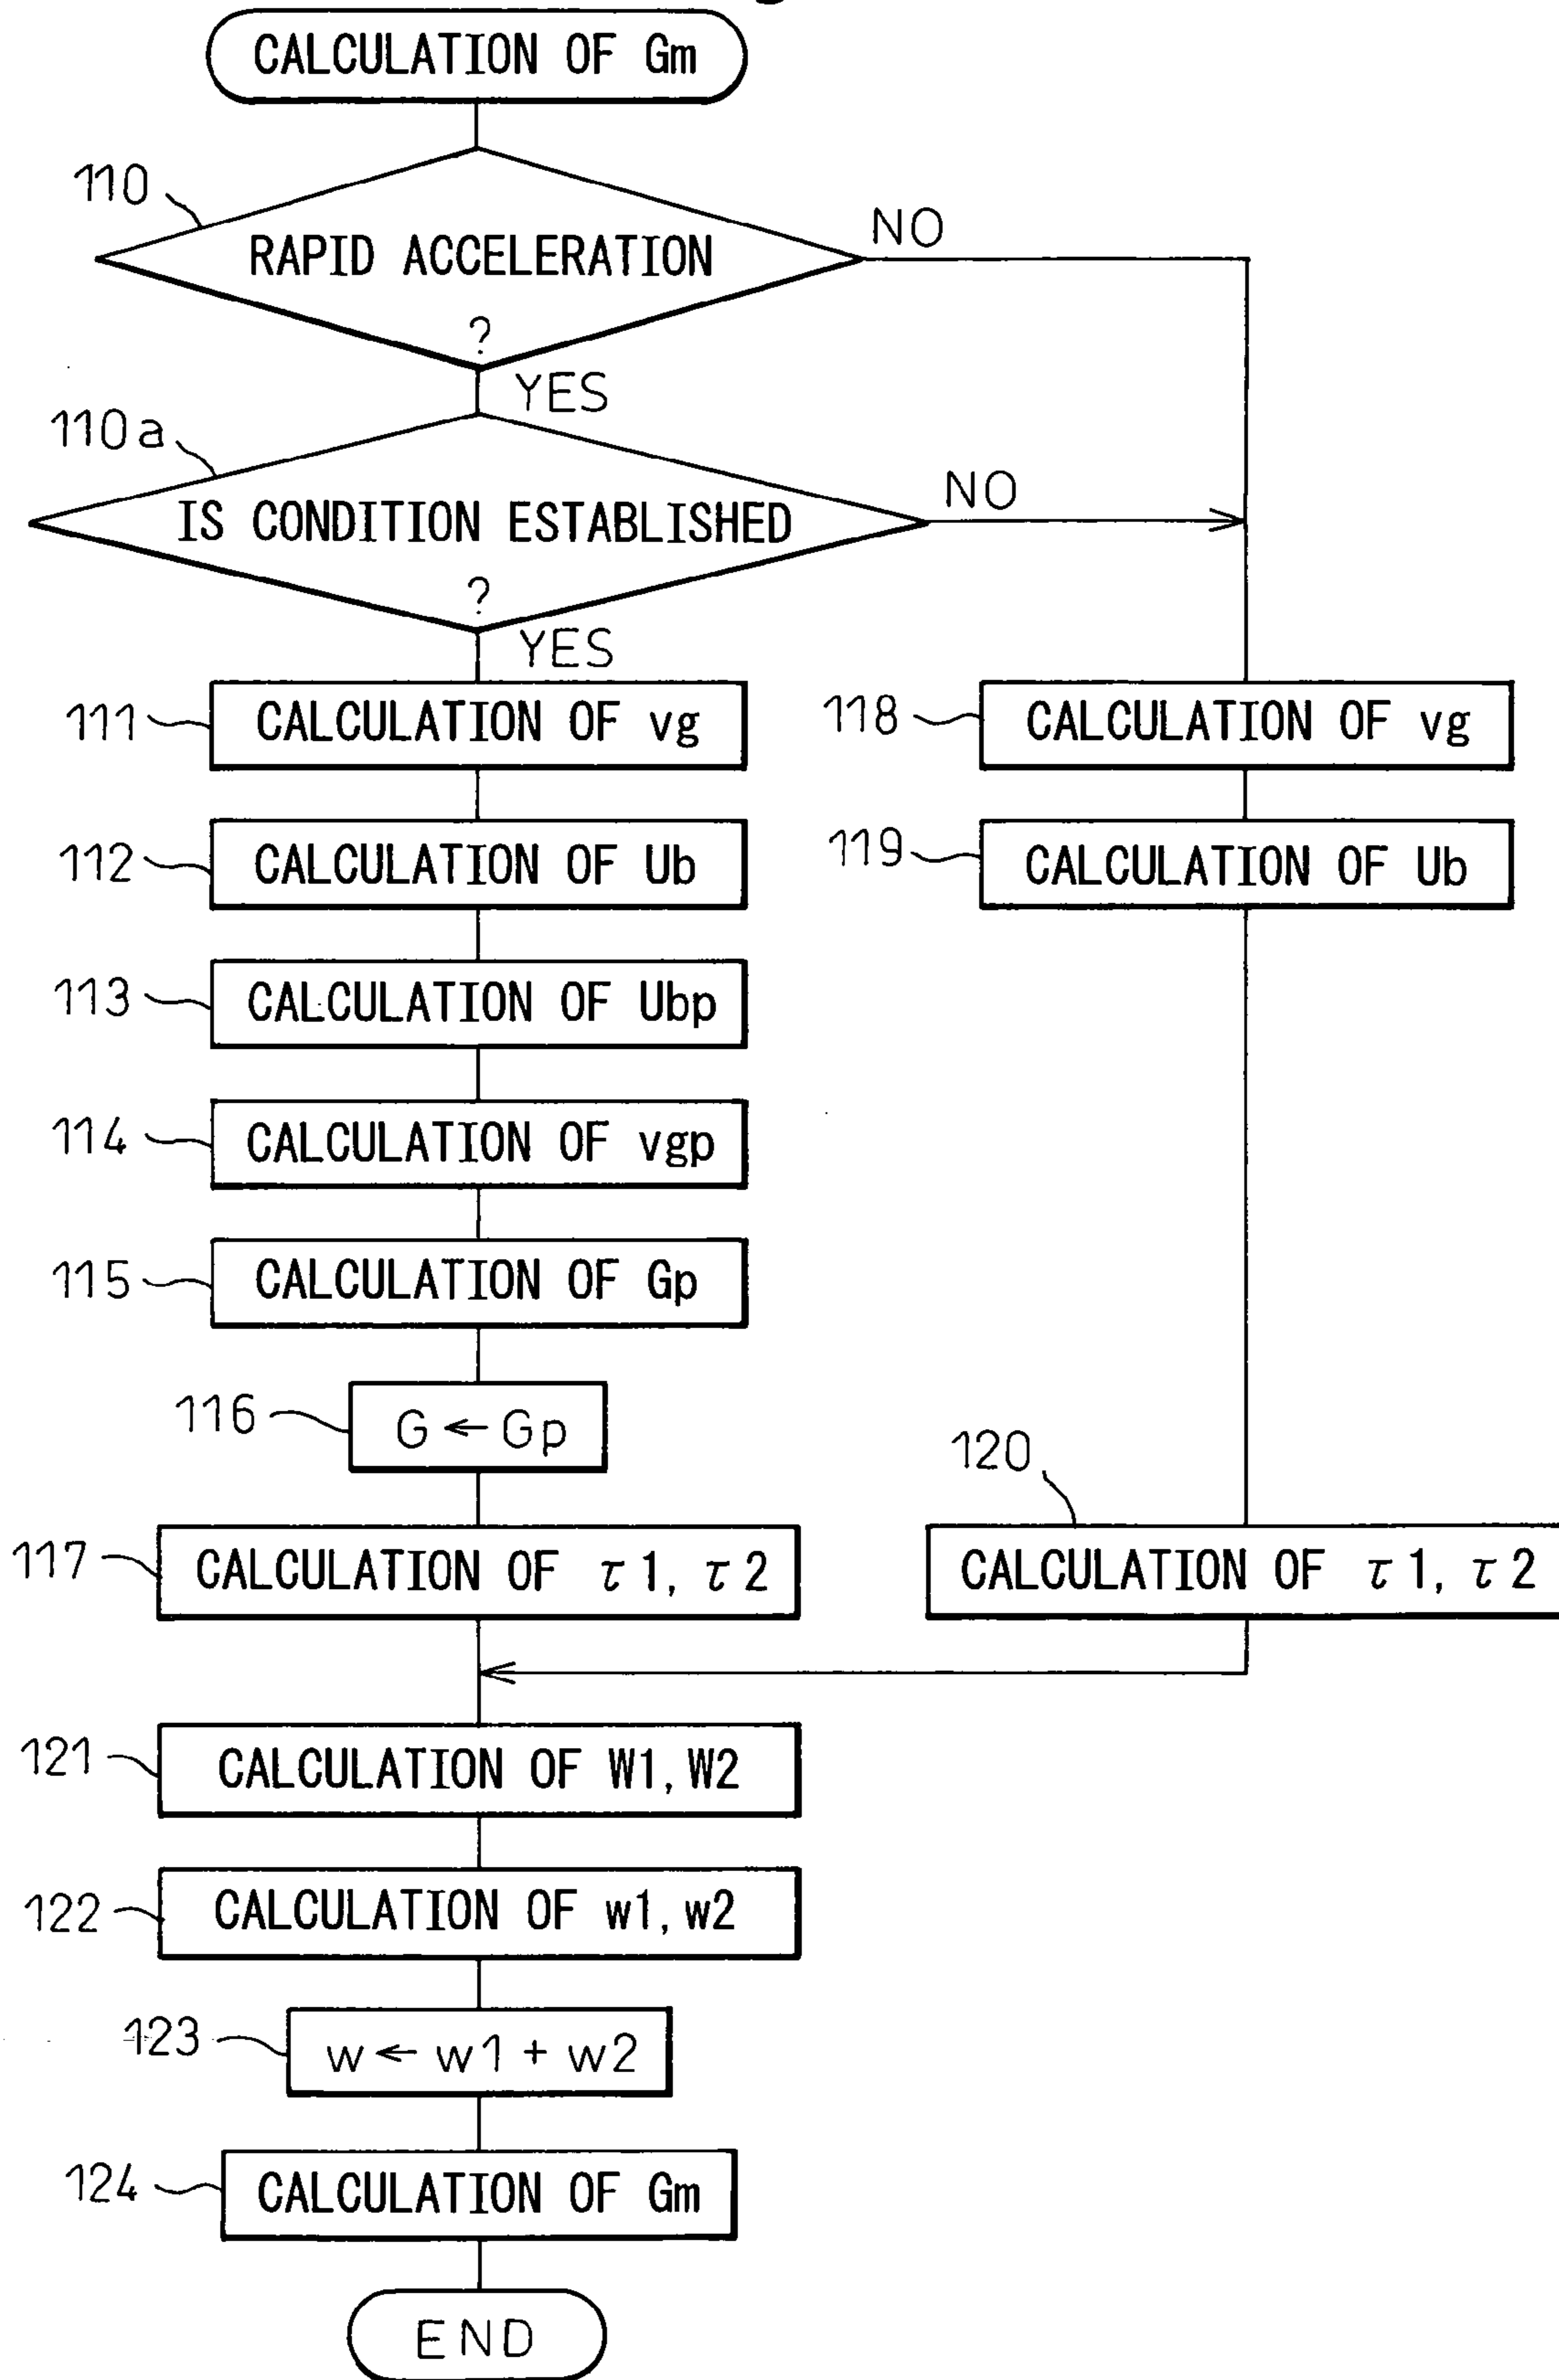 CALCULATION OF Gm
110
RAPID ACCELERATION
?
NO
YES
110a
IS CONDITION ESTABLISHED
?
NO
YES
111
CALCULATION OF vg
118
CALCULATION OF vg
112
CALCULATION OF Ub
119
CALCULATION OF Ub
113
CALCULATION OF Ubp
114
CALCULATION OF vgp
115
CALCULATION OF Gp
116
G ← Gp
117
CALCULATION OF τ1, τ2
120
CALCULATION OF τ1, τ2
121
CALCULATION OF W1, W2
122
CALCULATION OF w1, w2
123
w ← w1 + w2
124
CALCULATION OF Gm
END